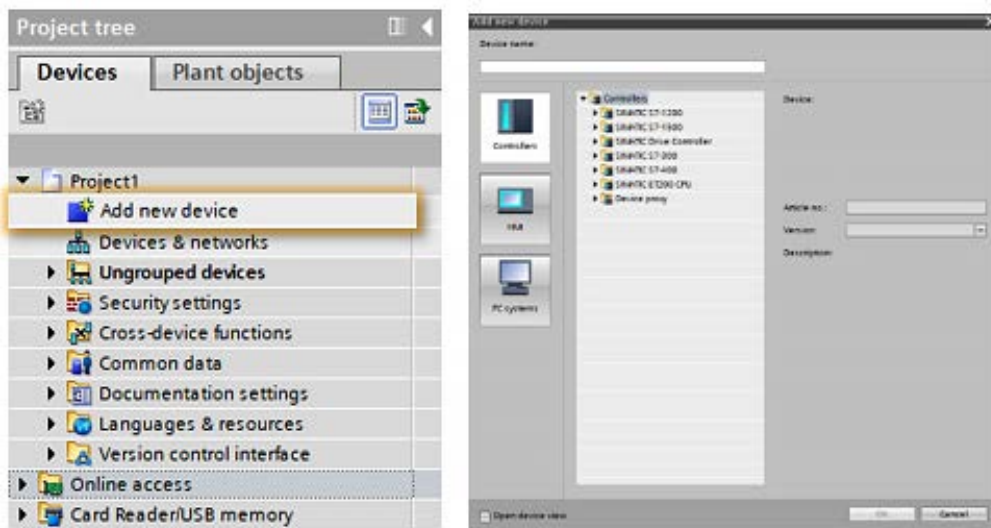 Project tree
Devices
Plant objects
Project1
Add new device
Devices & networks
Ungrouped devices
Security settings
Cross-device functions
Common data
Documentation settings
Languages & resources
Version control interface
Online access
Card Reader/USB memory
Add new device
Device name:
Controllers
HMI
PC systems
Controllers
SIMATIC S7-1200
SIMATIC S7-1500
SIMATIC Drive Controller
SIMATIC S7-300
SIMATIC S7-400
SIMATIC ET200 CPU
Device proxy
Device:
Article no.:
Version:
Description:
Open device view
OK
Cancel